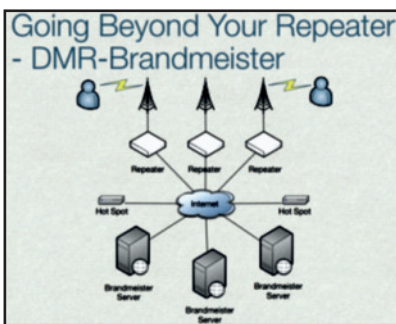 Going Beyond Your Repeater
- DMR-Brandmeister
Repeater Repeater Repeater
Hot Spot Internet Hot Spot
Brandmeister Brandmeister
Server Server
Brandmeister
Server